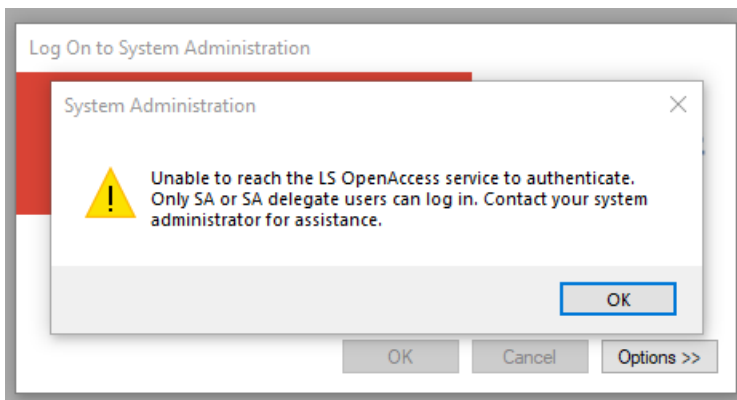 Log On to System Administration
System Administration
Unable to reach the LS OpenAccess service to authenticate.
Only SA or SA delegate users can log in. Contact your system
administrator for assistance.
OK
OK
Cancel
Options >>